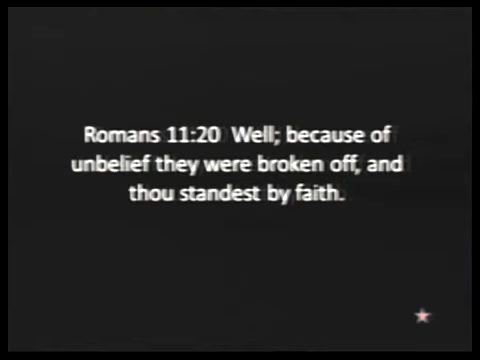 Romans 11:20 Well; because of
unbelief they were broken off, and
thou standest by faith.